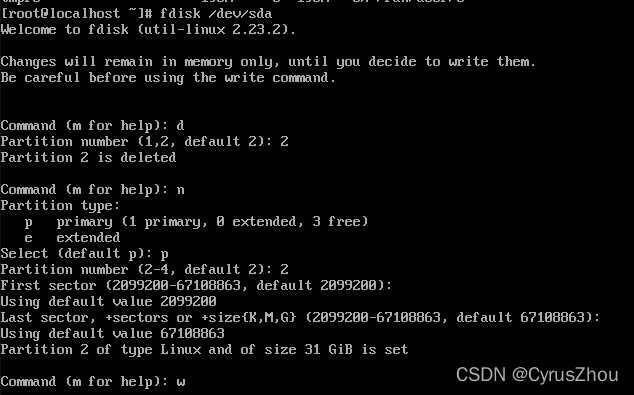 [root@localhost ~]# fdisk /dev/sda
Welcome to fdisk (util-linux 2.23.2).
Changes will remain in memory only, until you decide to write them.
Be careful before using the write command.
Command (m for help): d
Partition number (1,2, default 2): 2
Partition 2 is deleted
Command (m for help): n
Partition type:
   p   primary (1 primary, 0 extended, 3 free)
   e   extended
Select (default p): p
Partition number (2-4, default 2): 2
First sector (2099200-67108863, default 2099200):
Using default value 2099200
Last sector, +sectors or +size{K,M,G} (2099200-67108863, default 67108863):
Using default value 67108863
Partition 2 of type Linux and of size 31 GiB is set
Command (m for help): w
CSDN @CyrusZhou